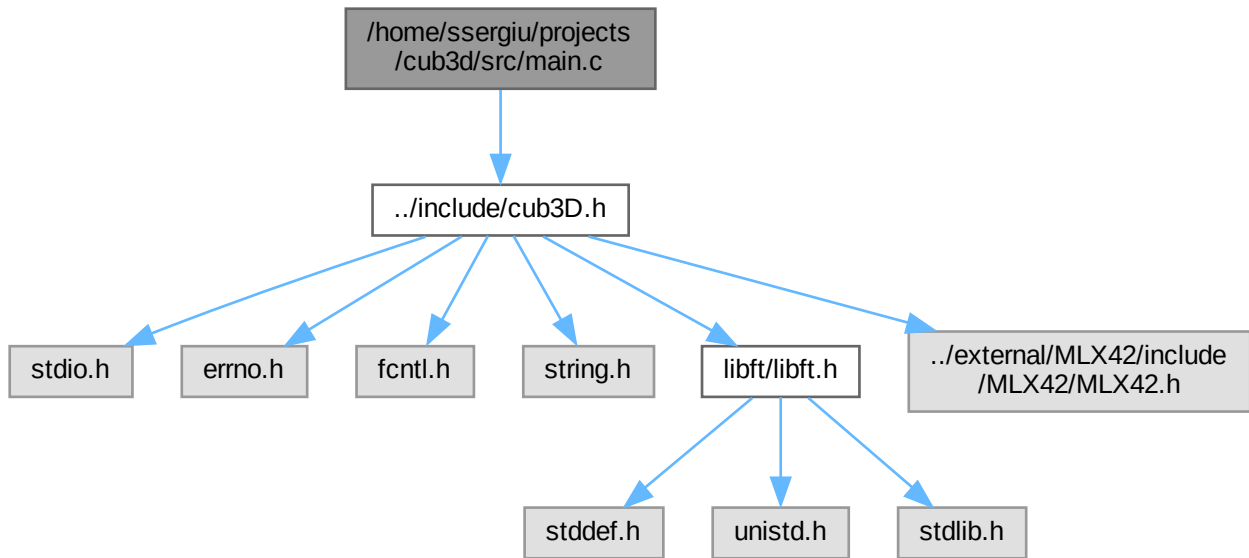 /home/ssergiu/projects
/cub3d/src/main.c
../include/cub3D.h
stdio.h
errno.h
fcntl.h
string.h
libft/libft.h
../external/MLX42/include
/MLX42/MLX42.h
stddef.h
unistd.h
stdlib.h